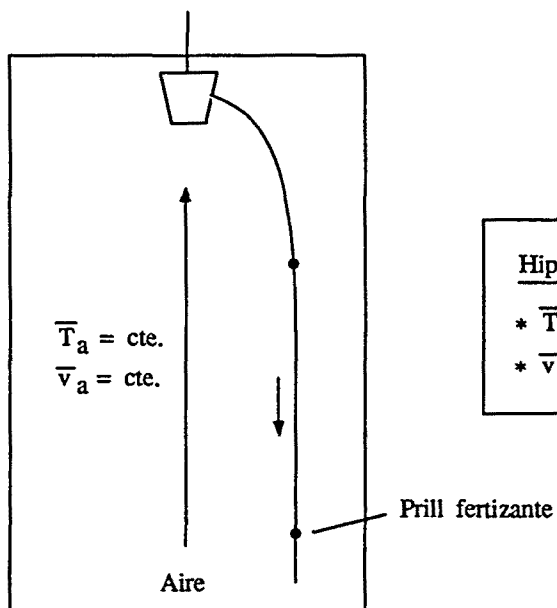 T̅a = cte.
v̅a = cte.
Hip
* T̅
* v̅
Prill fertizante
Aire